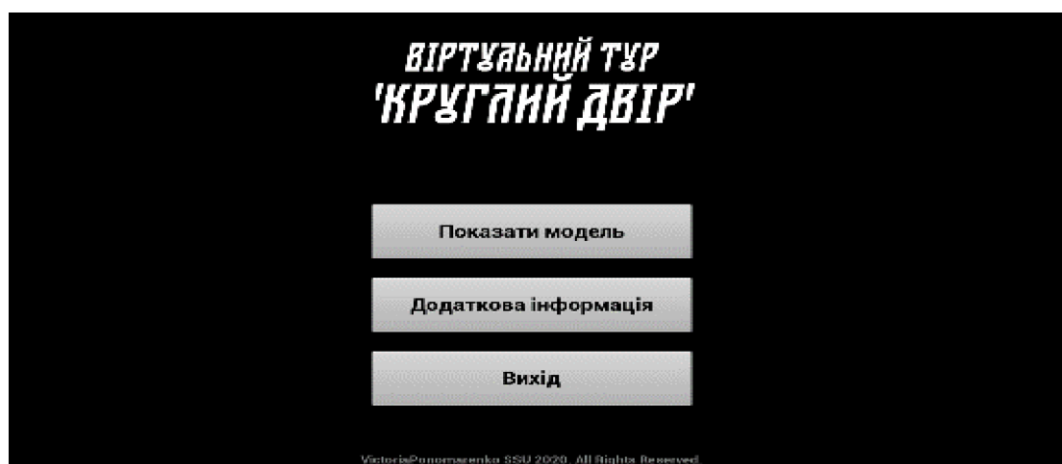 ВІРТУАЛЬНИЙ ТУР
'КРУГЛИЙ ДВІР'
Показати модель
Додаткова інформація
Вихід
VictoriaPonomarenko SSU 2020. All Rights Reserved.